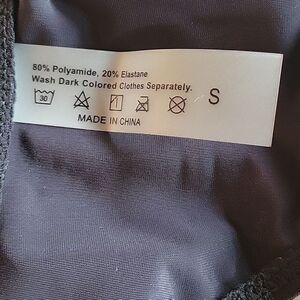 80% Polyamide, 20% Elastane
Wash Dark Colored Clothes Separately.
30
S
MADE IN CHINA